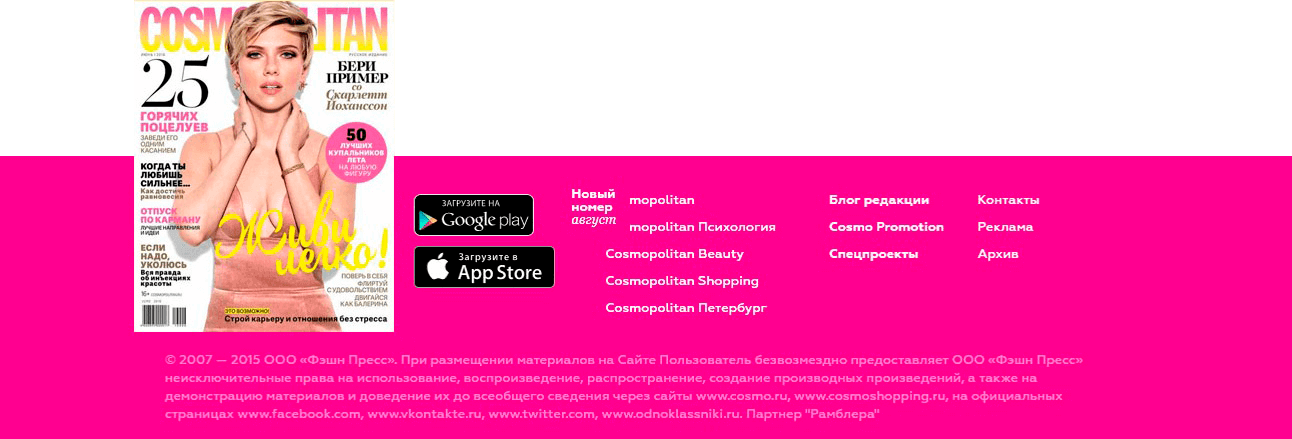 COSMOPOLITAN
РУССКОЕ ИЗДАНИЕ
25
ГОРЯЧИХ
ПОЦЕЛУЕВ
ЗАВЕДИ ЕГО
ОДНИМ
КАСАНИЕМ
КОГДА ТЫ
ЛЮБИШЬ
СИЛЬНЕЕ...
Как достичь
равновесия
ОТПУСК
ПО КАРМАНУ
ЛУЧШИЕ НАПРАВЛЕНИЯ
И ИДЕИ
ЕСЛИ
НАДО,
УКОЛЮСЬ
Вся правда
об инъекциях
красоты
16+ COSMOPOLITAN.RU
БЕРИ
ПРИМЕР
со
Скарлетт
Йоханссон
50
ЛУЧШИХ
КУПАЛЬНИКОВ
ЛЕТА
НА ЛЮБУЮ
ФИГУРУ
Живи
легко!
ПОВЕРЬ В СЕБЯ
ФЛИРТУЙ
С УДОВОЛЬСТВИЕМ
ДВИГАЙСЯ
КАК БАЛЕРИНА
ЭТО ВОЗМОЖНО!
Строй карьеру и отношения без стресса
ЗАГРУЗИТЕ НА
Google play
Загрузите в
App Store
Новый
номер
август
mopolitan
mopolitan Психология
Cosmopolitan Beauty
Cosmopolitan Shopping
Cosmopolitan Петербург
Блог редакции
Cosmo Promotion
Спецпроекты
Контакты
Реклама
Архив
© 2007 — 2015 ООО «Фэшн Пресс». При размещении материалов на Сайте Пользователь безвозмездно предоставляет ООО «Фэшн Пресс»
неисключительные права на использование, воспроизведение, распространение, создание производных произведений, а также на
демонстрацию материалов и доведение их до всеобщего сведения через сайты www.cosmo.ru, www.cosmoshopping.ru, на официальных
страницах www.facebook.com, www.vkontakte.ru, www.twitter.com, www.odnoklassniki.ru. Партнер "Рамблера"